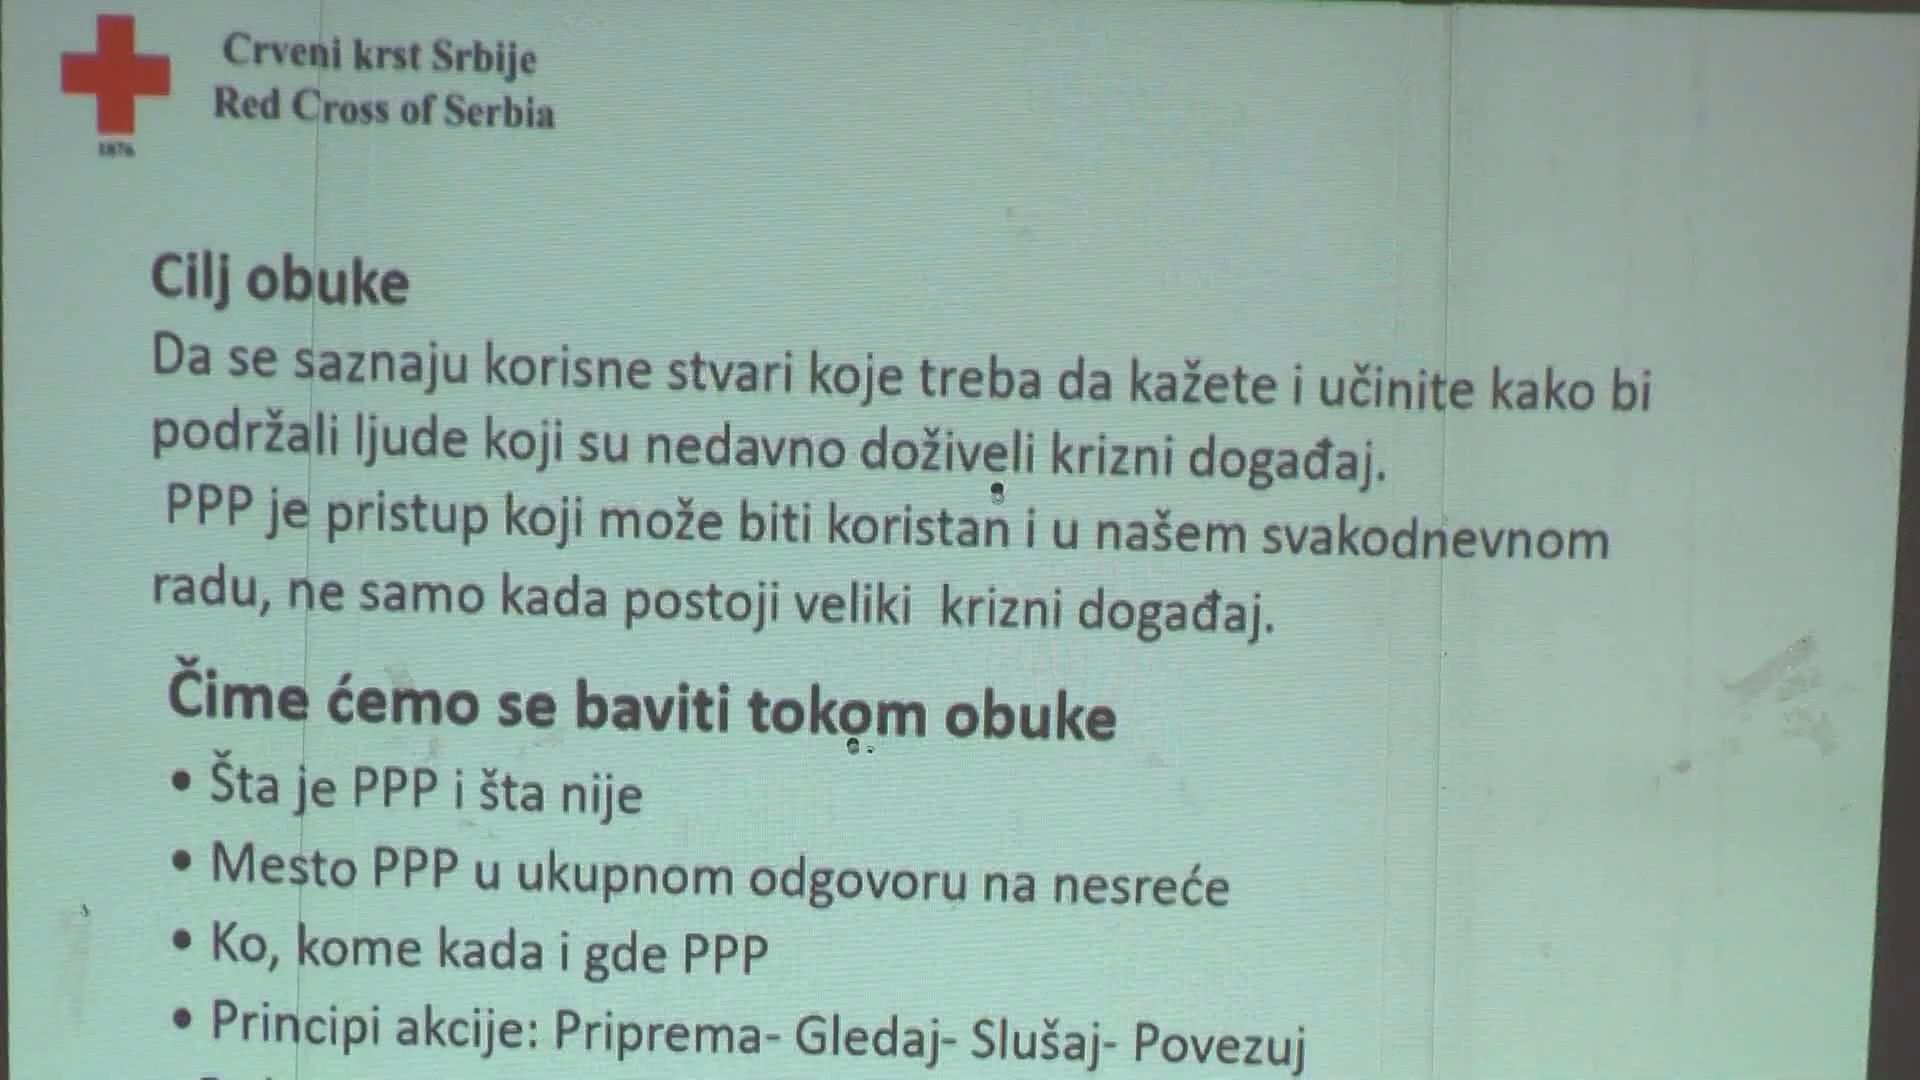 Crveni krst Srbije
Red Cross of Serbia
1876
Cilj obuke
Da se saznaju korisne stvari koje treba da kažete i učinite kako bi
podržali ljude koji su nedavno doživeli krizni događaj.
PPP je pristup koji može biti koristan i u našem svakodnevnom
radu, ne samo kada postoji veliki krizni događaj.
Čime ćemo se baviti tokom obuke
• Šta je PPP i šta nije
• Mesto PPP u ukupnom odgovoru na nesreće
• Ko, kome kada i gde PPP
• Principi akcije: Priprema- Gledaj- Slušaj- Povezuj